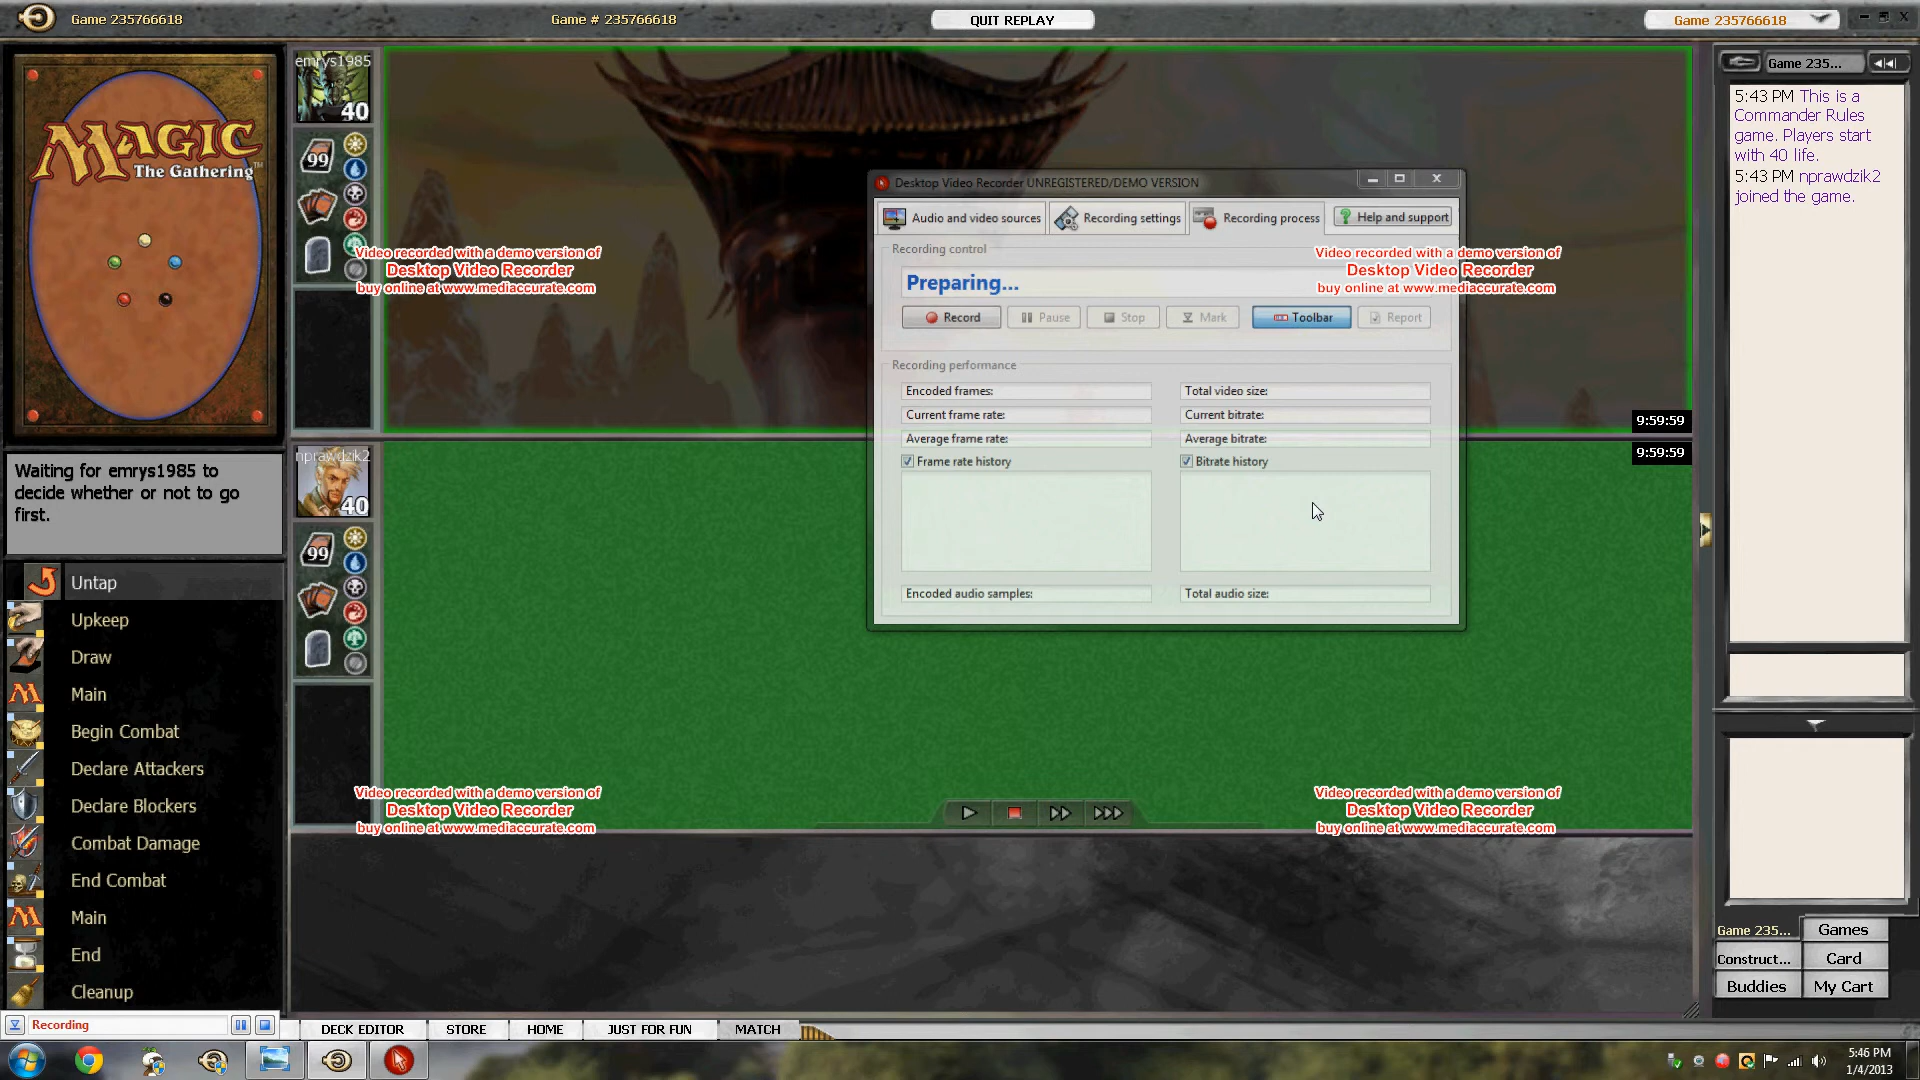 Game 235766618
Game # 235766618
QUIT REPLAY
Game 235766618
MAGIC
The Gathering
emrys1985
40
99
Desktop Video Recorder UNREGISTERED/DEMO VERSION
Audio and video sources
Recording settings
Recording process
Help and support
Recording control
Preparing...
Record
Pause
Stop
Mark
Toolbar
Report
Recording performance
Encoded frames:
Total video size:
Current frame rate:
Current bitrate:
Average frame rate:
Average bitrate:
Frame rate history
Bitrate history
Encoded audio samples:
Total audio size:
Video recorded with a demo version of
Desktop Video Recorder
buy online at www.mediaccurate.com
Video recorded with a demo version of
Desktop Video Recorder
buy online at www.mediaccurate.com
9:59:59
9:59:59
nprawdzik2
40
99
Waiting for emrys1985 to
decide whether or not to go
first.
Untap
Upkeep
Draw
Main
Begin Combat
Declare Attackers
Declare Blockers
Combat Damage
End Combat
Main
End
Cleanup
Video recorded with a demo version of
Desktop Video Recorder
buy online at www.mediaccurate.com
Video recorded with a demo version of
Desktop Video Recorder
buy online at www.mediaccurate.com
Game 235...
5:43 PM This is a
Commander Rules
game. Players start
with 40 life.
5:43 PM nprawdzik2
joined the game.
Game 235...
Games
Construct...
Card
Buddies
My Cart
Recording
DECK EDITOR
STORE
HOME
JUST FOR FUN
MATCH
5:46 PM
1/4/2013